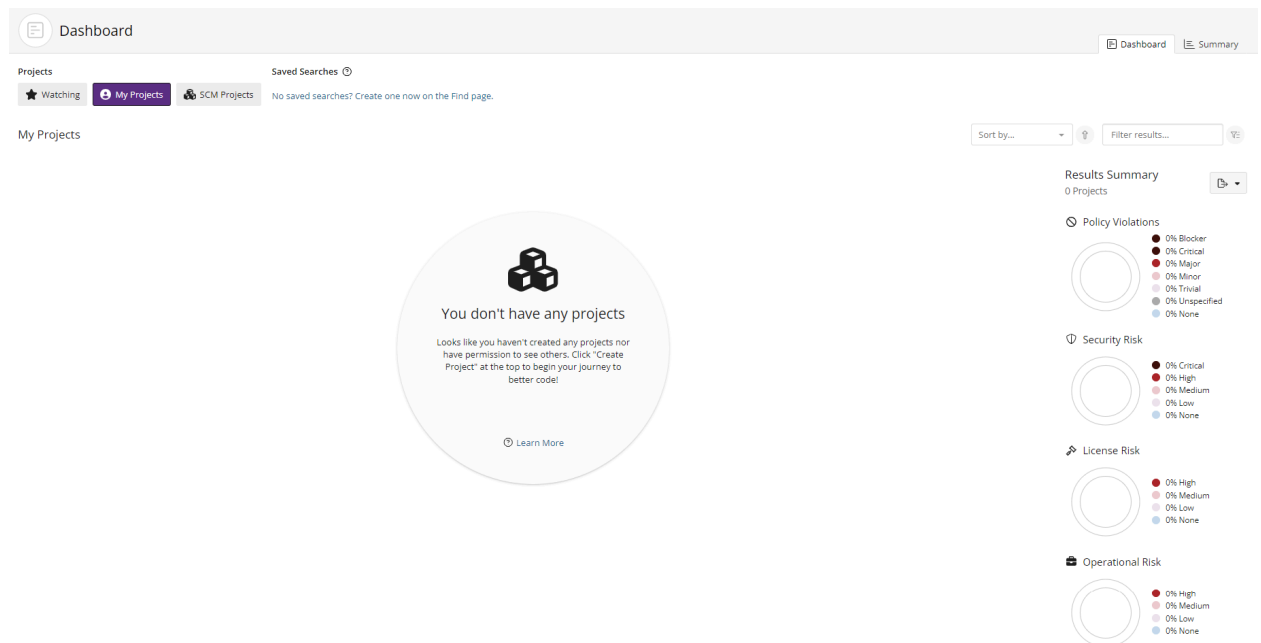 Dashboard
Dashboard
Summary
Projects
Saved Searches
Watching
My Projects
SCM Projects
No saved searches? Create one now on the Find page.
My Projects
Sort by...
Filter results...
Results Summary
0 Projects
You don't have any projects
Looks like you haven't created any projects nor
have permission to see others. Click "Create
Project" at the top to begin your journey to
better code!
Learn More
Policy Violations
0% Blocker
0% Critical
0% Major
0% Minor
0% Trivial
0% Unspecified
0% None
Security Risk
0% Critical
0% High
0% Medium
0% Low
0% None
License Risk
0% High
0% Medium
0% Low
0% None
Operational Risk
0% High
0% Medium
0% Low
0% None